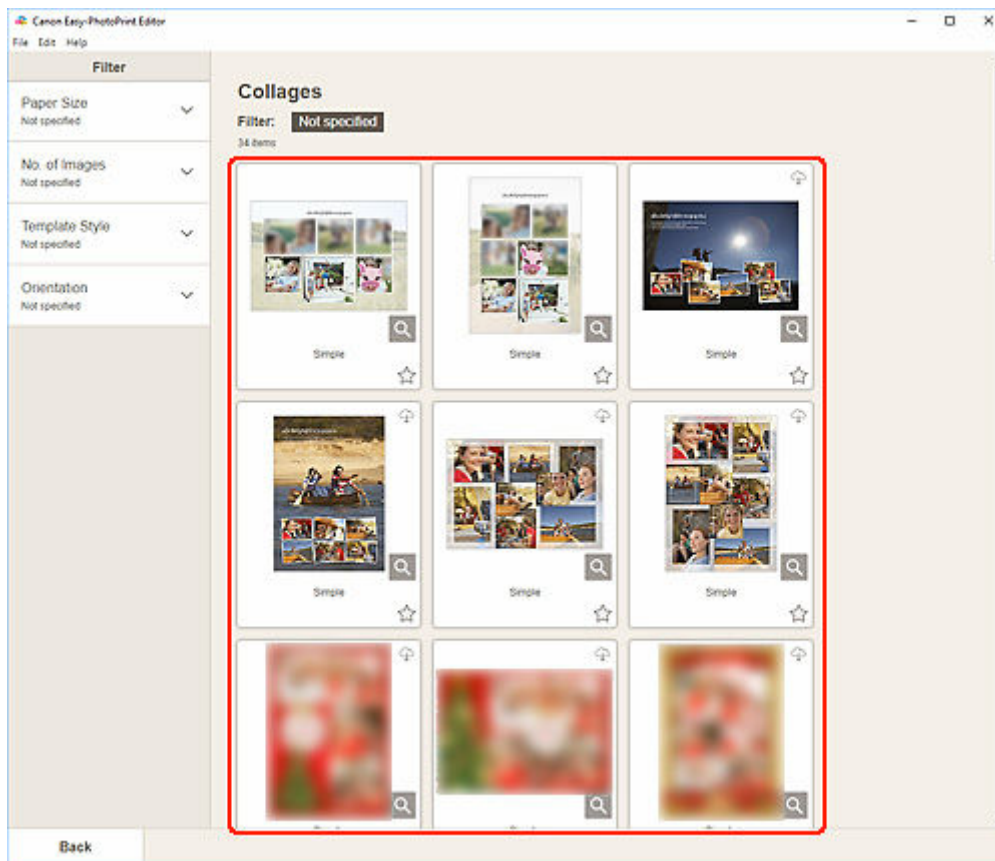 Canon Easy-PhotoPrint Editor
File Edit Help
Filter
Paper Size
Not specified
No. of Images
Not specified
Template Style
Not specified
Orientation
Not specified
Collages
Filter: Not specified
34 items
Simple
Simple
Simple
Simple
Simple
Simple
Back